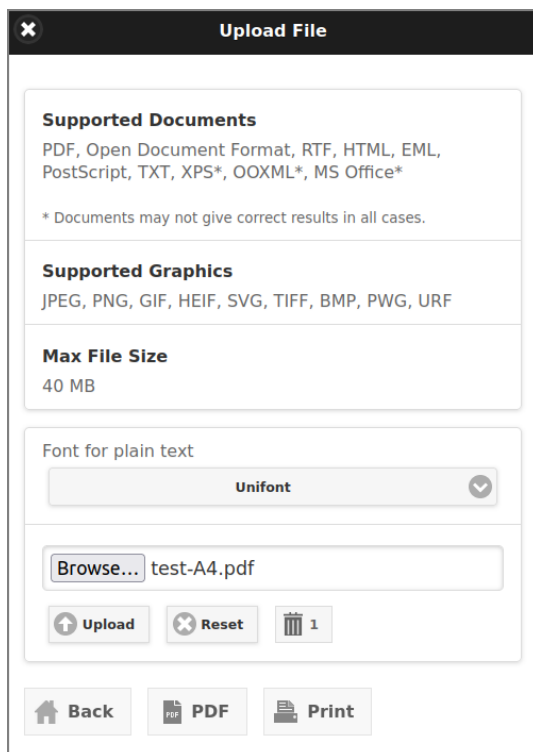 Upload File
Supported Documents
PDF, Open Document Format, RTF, HTML, EML,
PostScript, TXT, XPS*, OOXML*, MS Office*
* Documents may not give correct results in all cases.
Supported Graphics
JPEG, PNG, GIF, HEIF, SVG, TIFF, BMP, PWG, URF
Max File Size
40 MB
Font for plain text
Unifont
Browse... test-A4.pdf
Upload Reset 1
Back PDF PDF Print